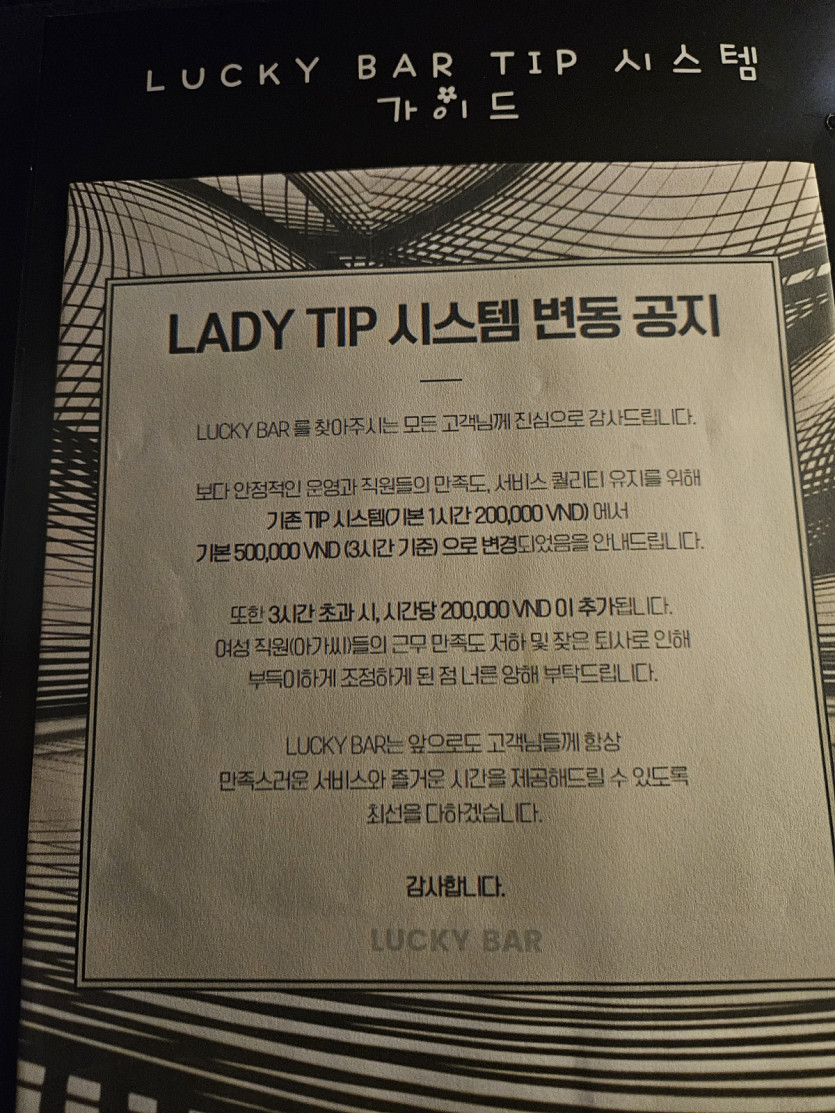 LUCKY BAR TIP 시스템
가이드
LADY TIP 시스템 변동 공지
LUCKY BAR 를 찾아주시는 모든 고객님께 진심으로 감사드립니다.
보다 안정적인 운영과 직원들의 만족도, 서비스 퀄리티 유지를 위해
기존 TIP 시스템(기본 1시간 200,000 VND) 에서
기본 500,000 VND (3시간 기준) 으로 변경되었음을 안내드립니다.
또한 3시간 초과 시, 시간당 200,000 VND 이 추가됩니다.
여성 직원(아가씨)들의 근무 만족도 저하 및 잦은 퇴사로 인해
부득이하게 조정하게 된 점 너른 양해 부탁드립니다.
LUCKY BAR는 앞으로도 고객님들께 항상
만족스러운 서비스와 즐거운 시간을 제공해드릴 수 있도록
최선을 다하겠습니다.
감사합니다.
LUCKY BAR